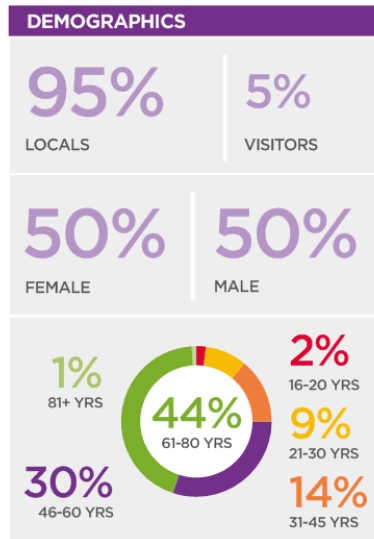 DEMOGRAPHICS
95%
LOCALS
5%
VISITORS
50%
FEMALE
50%
MALE
1%
81+ YRS
44%
61-80 YRS
2%
16-20 YRS
9%
21-30 YRS
30%
46-60 YRS
14%
31-45 YRS